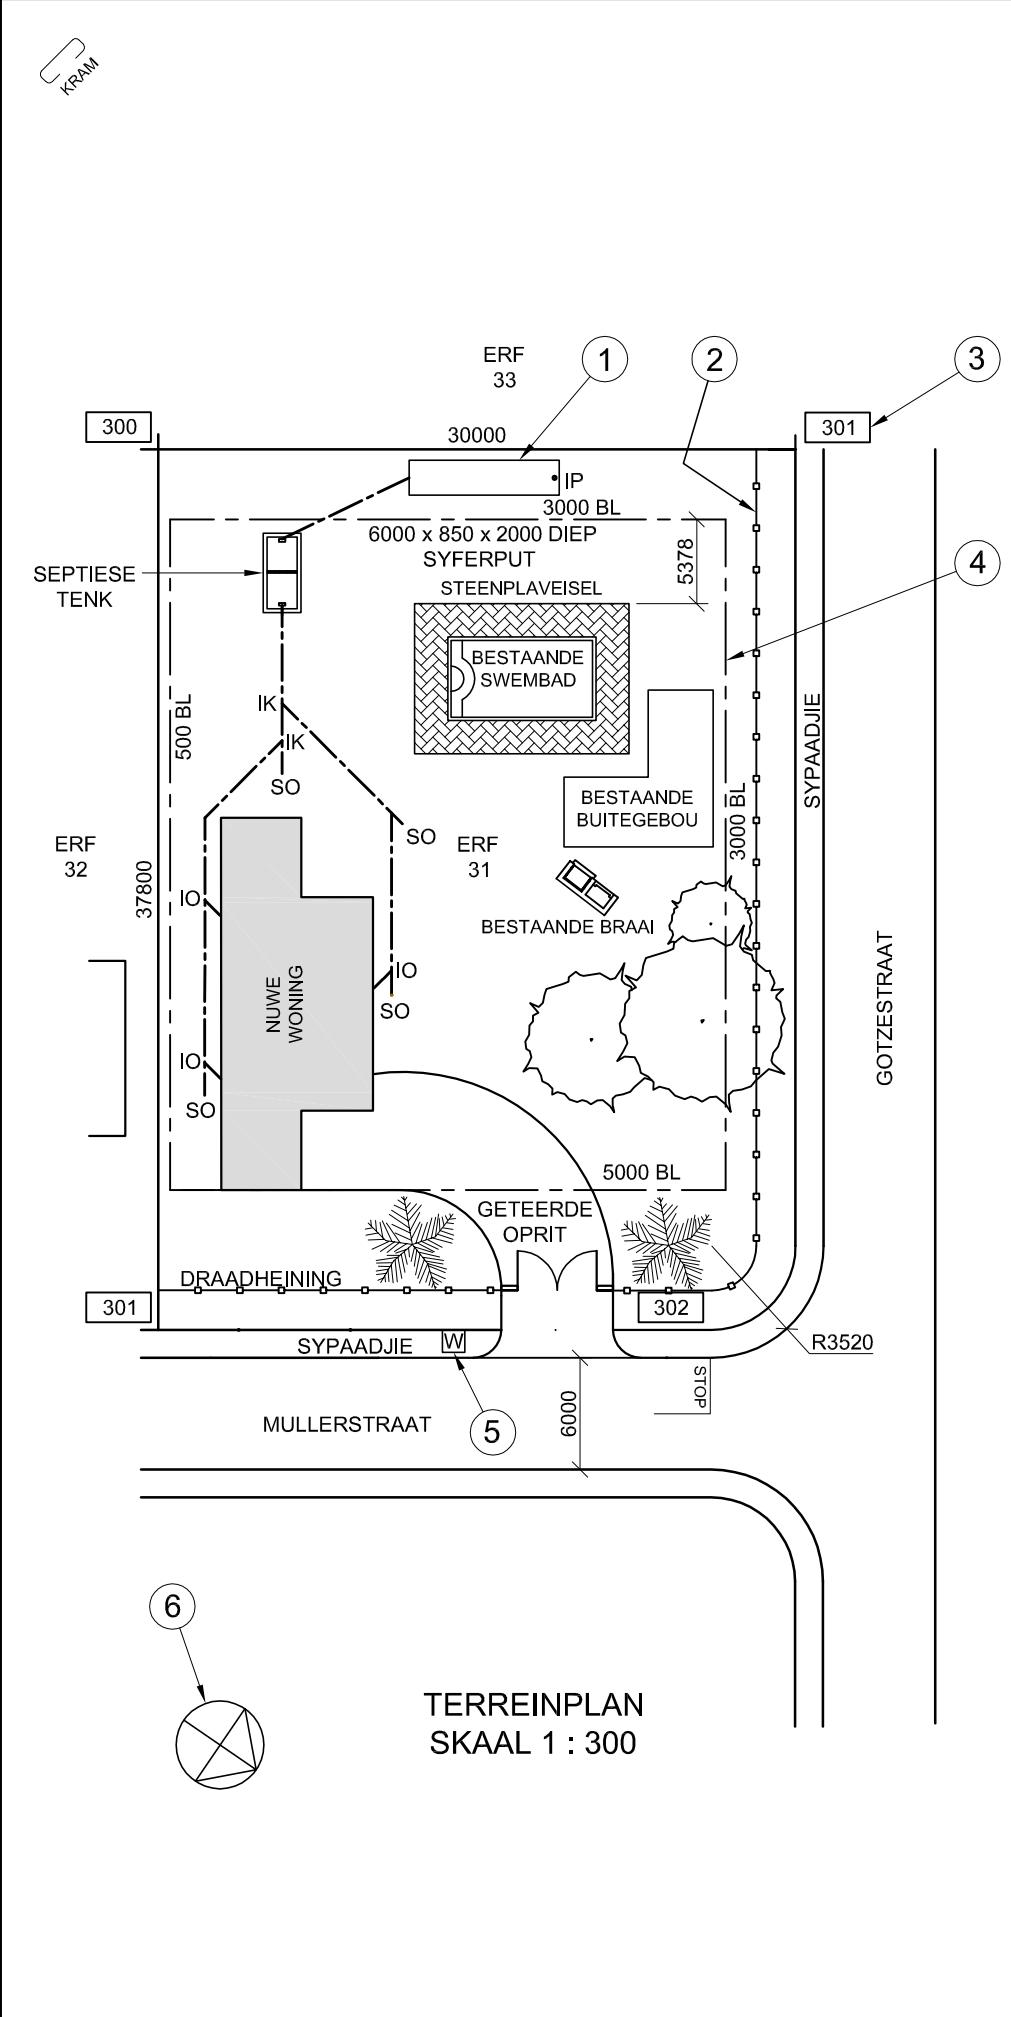 KRAM
ERF
33
1
2
3
300
301
30000
IP
3000 BL
6000 x 850 x 2000 DIEP
SYFERPUT
5378
4
SEPTIESE
TENK
STEENPLAVEISEL
BESTAANDE
SWEMBAD
IK
IK
500 BL
SO
SYPAADJIE
BESTAANDE
BUITEGEBOU
3000 BL
SO
ERF
32
ERF
31
37800
IO
BESTAANDE BRAAI
IO
SO
NUWE
WONING
GOTZESTRAAT
IO
SO
5000 BL
GETEERDE
OPRIT
DRAADHEINING
301
302
SYPAADJIE
W
R3520
STOP
6000
MULLERSTRAAT
5
6
TERREINPLAN
SKAAL 1 : 300